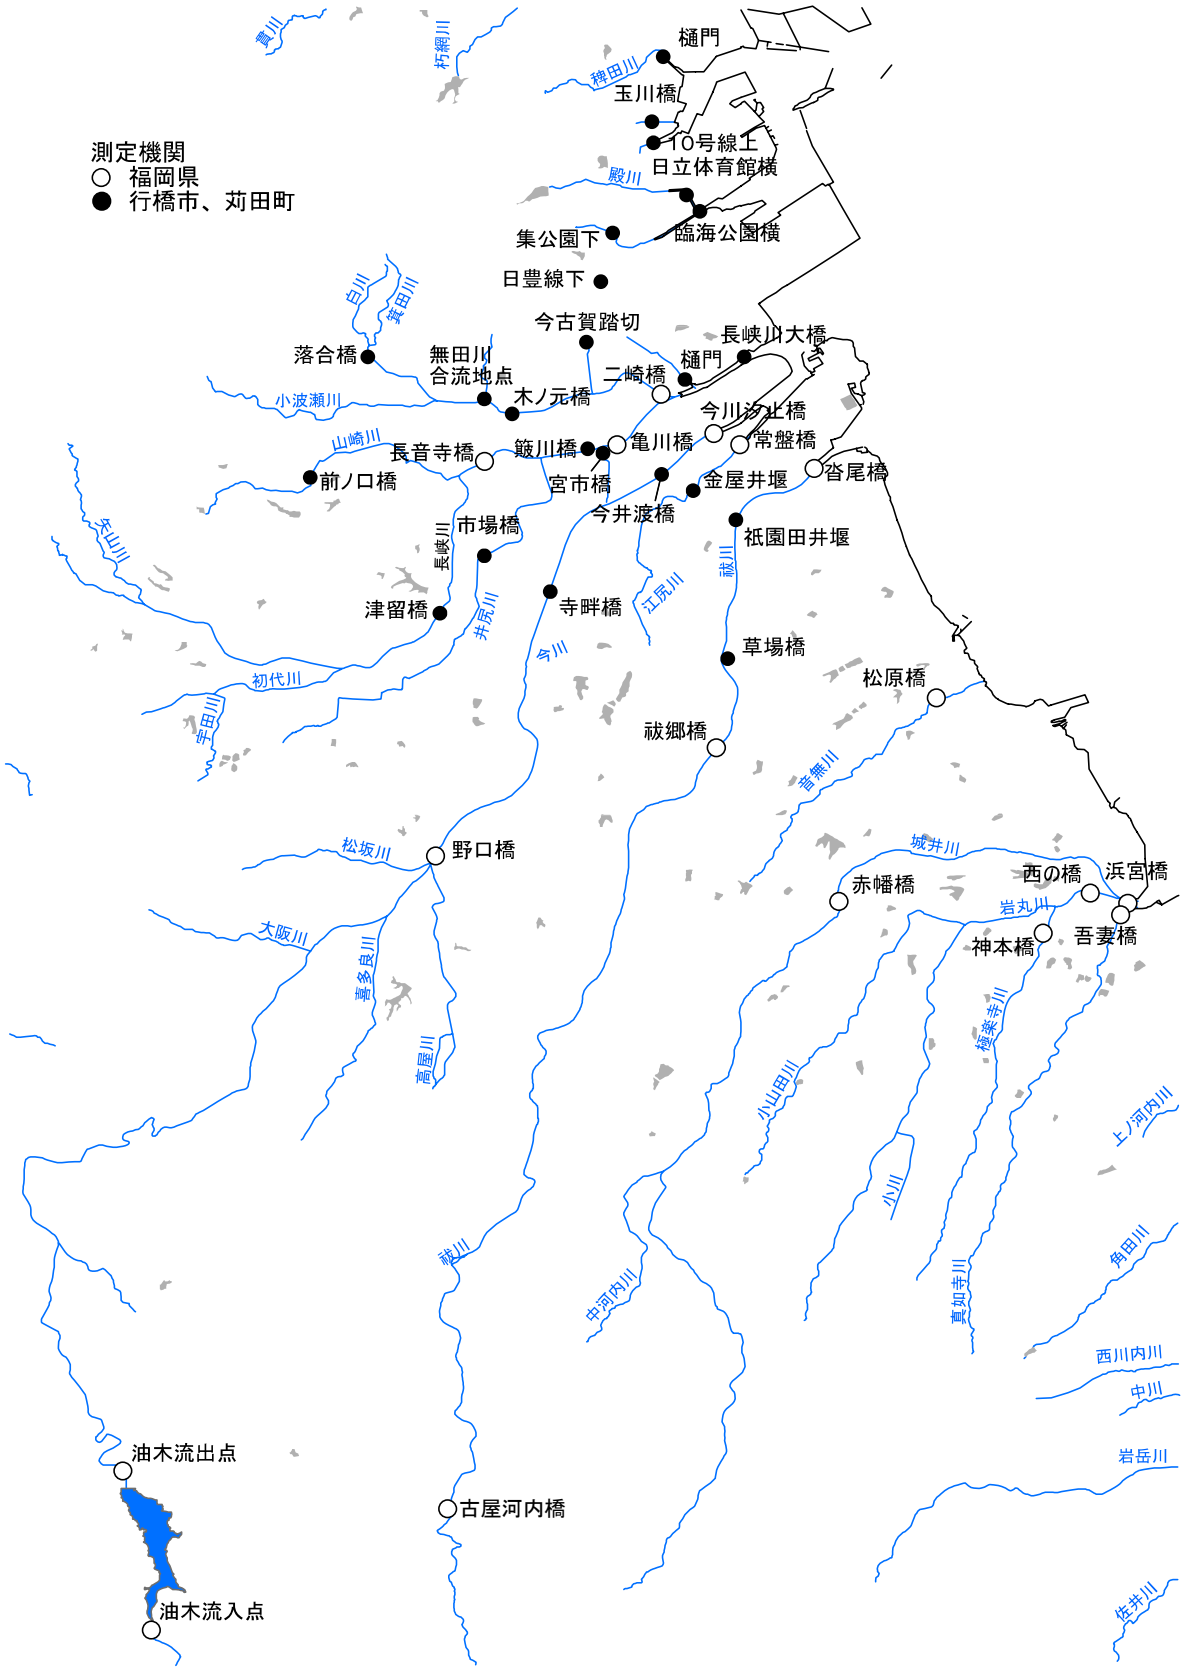 貫川
朽網川
樋門
稗田川
玉川橋
測定機関
福岡県
行橋市、苅田町
10号線上
日立体育館横
殿川
臨海公園横
集公園下
日豊線下
白川
箕田川
今古賀踏切
長峡川大橋
落合橋
無田川
合流地点
樋門
二崎橋
小波瀬川
木ノ元橋
今川汐止橋
山崎川
長音寺橋
簸川橋
亀川橋
常盤橋
前ノ口橋
宮市橋
金屋井堰
沓尾橋
矢山川
長峡川
市場橋
今井渡橋
祇園田井堰
祓川
津留橋
井尻川
寺畔橋
江尻川
今川
草場橋
初代川
松原橋
宇田川
祓郷橋
音無川
松坂川
野口橋
城井川
赤幡橋
西の橋
浜宮橋
岩丸川
大阪川
喜多良川
神本橋
吾妻橋
高屋川
極楽寺川
小山田川
上ノ河内川
小川
祓川
中河内川
真如寺川
角田川
西川内川
中川
油木流出点
岩岳川
古屋河内橋
油木流入点
佐井川